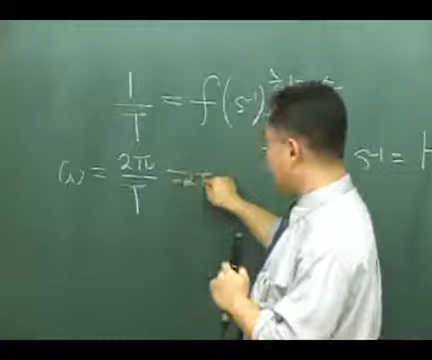 1/T = f(s⁻¹)
ω = 2π/T =
s⁻¹ = H